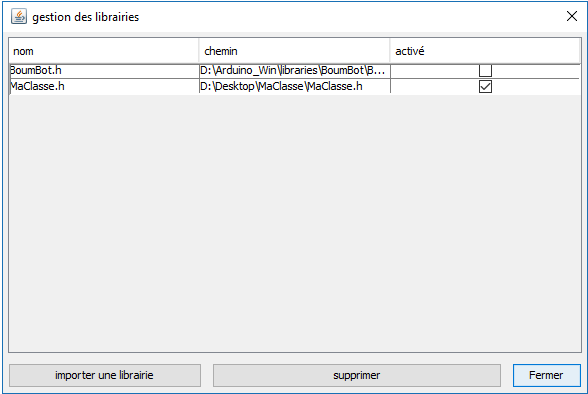 gestion des librairies
nom chemin activé
BoumBot.h D:\Arduino_Win\libraries\BoumBot\B...
MaClasse.h D:\Desktop\MaClasse\MaClasse.h
importer une librairie supprimer Fermer